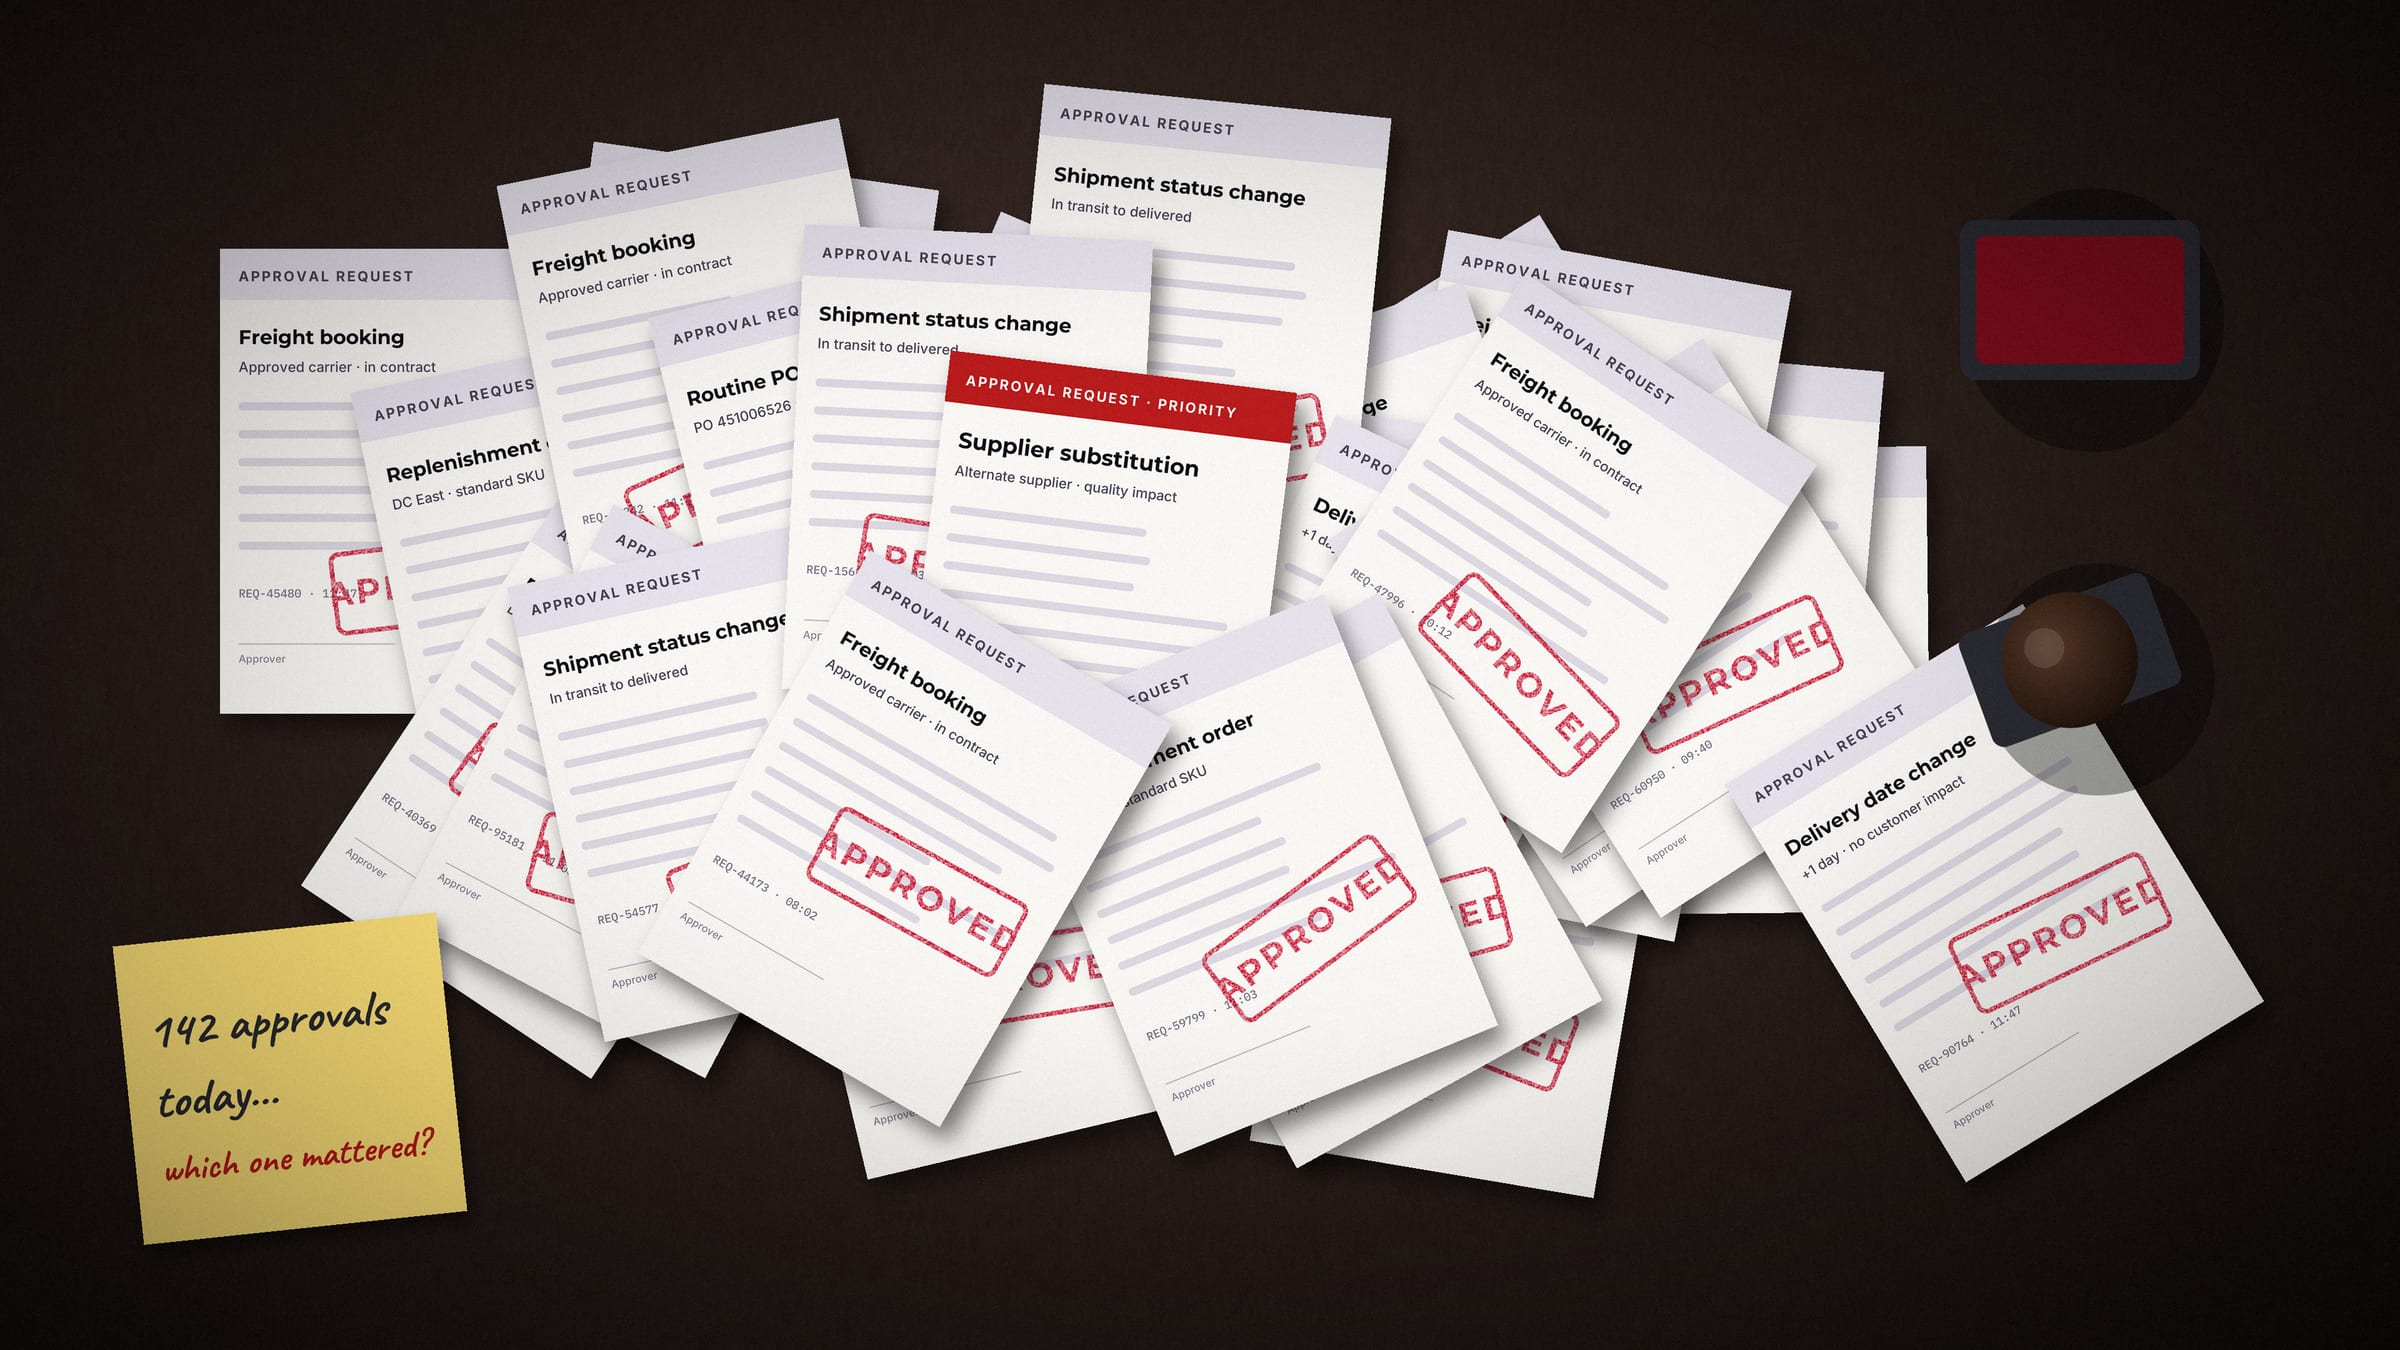 APPROVAL REQUEST
Shipment status change
In transit to delivered
APPROVAL REQUEST
Freight booking
Approved carrier · in contract
APPROVAL REQUEST
Freight booking
Approved carrier · in contract
REQ-45480
Approver
APPROVAL
Routine PO
PO 451006526
APPROVAL REQUEST
Shipment status change
In transit to delivered
APPROVAL REQUEST
APPROVAL REQUEST
Freight booking
Approved carrier · in contract
REQ-47996
APPROVED
APPROVAL
Replenishment
DC East · standard SKU
APPROVAL REQUEST · PRIORITY
Supplier substitution
Alternate supplier · quality impact
APPROVED
REQ-60950 · 09:40
Approver
Approver
APPROVAL REQUEST
Shipment status change
In transit to delivered
REQ-54577
Approver
REQ-40369
Approver
REQ-95181
Approver
APPROVAL REQUEST
Freight booking
Approved carrier · in contract
REQ-44173 · 08:02
APPROVED
Approver
order
standard SKU
APPROVED
REQ-59799
Approver
APPROVAL REQUEST
Delivery date change
+1 day · no customer impact
APPROVED
REQ-90764 · 11:47
Approver
142 approvals
today...
which one mattered?